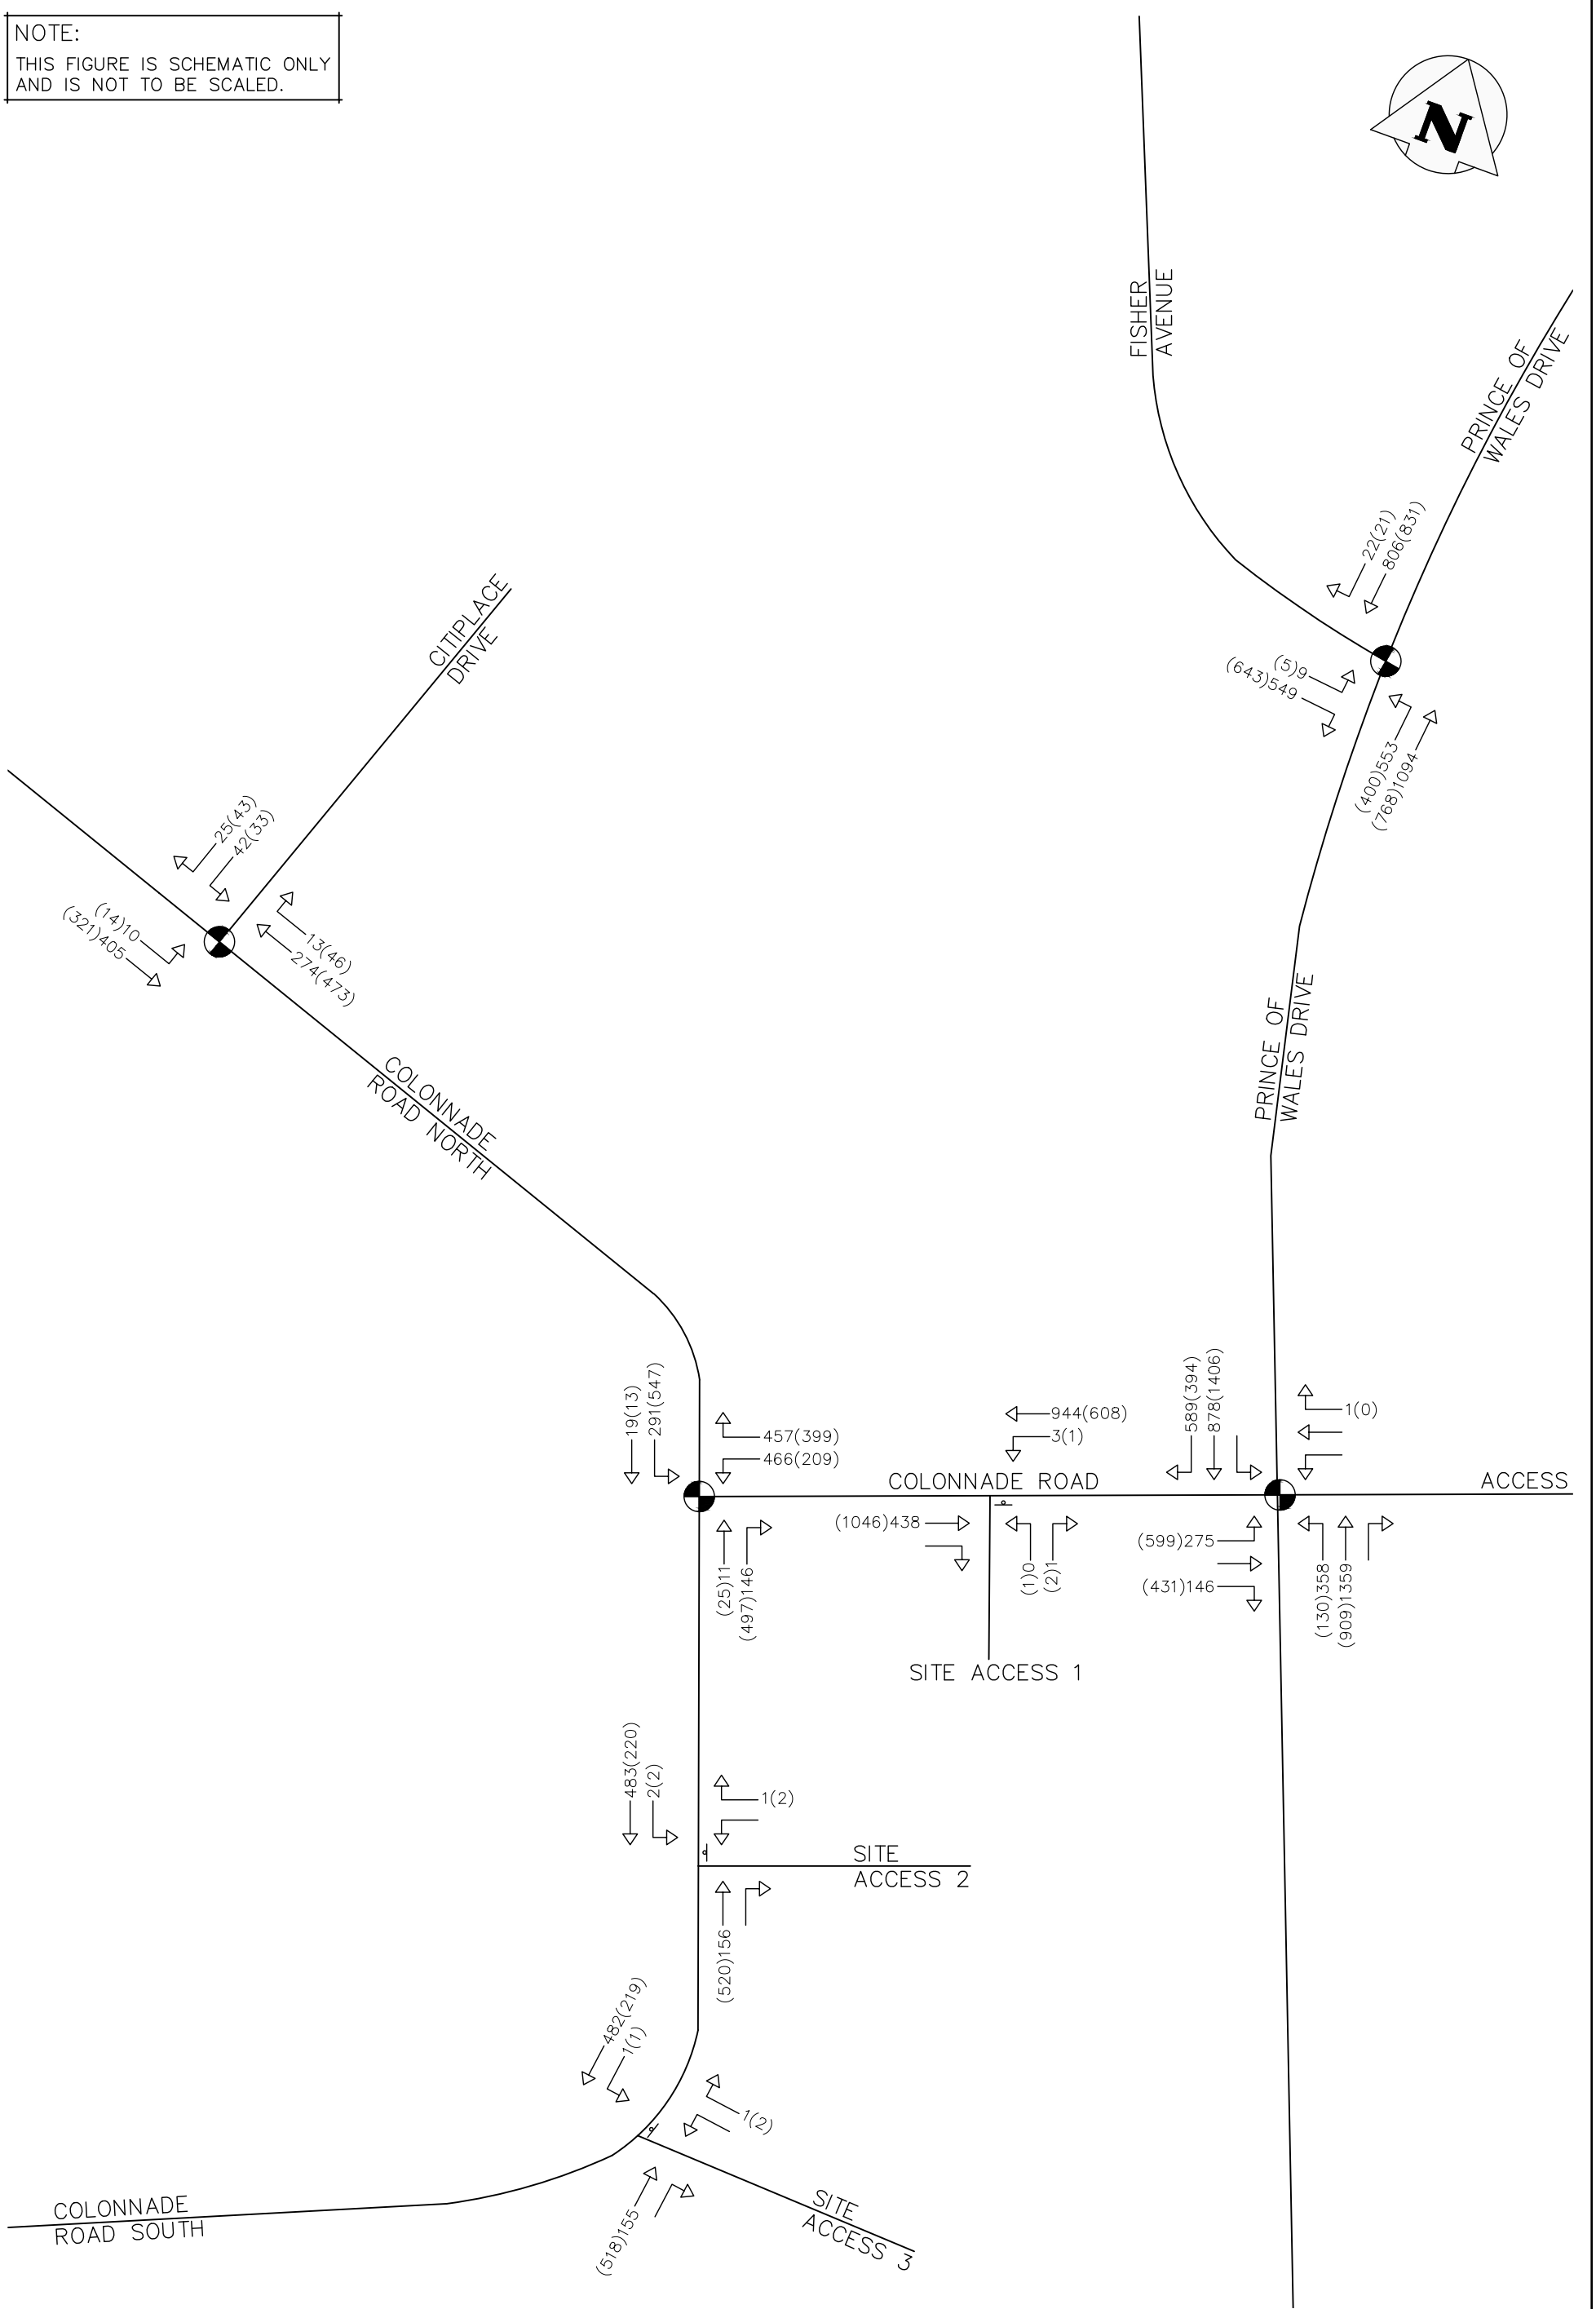 NOTE:
THIS FIGURE IS SCHEMATIC ONLY
AND IS NOT TO BE SCALED.
N
FISHER
AVENUE
PRINCE OF
WALES DRIVE
22(21)
806(831)
(5)9
(643)549
(400)553
(768)1094
CITIPLACE
DRIVE
25(43)
42(33)
(14)10
(321)405
13(46)
274(473)
COLONNADE
ROAD NORTH
PRINCE OF
WALES DRIVE
19(13)
291(547)
457(399)
466(209)
944(608)
3(1)
589(394)
878(1406)
1(0)
COLONNADE ROAD
ACCESS
(25)11
(497)146
(1046)438
(1)0
(2)1
(599)275
(431)146
(130)358
(909)1359
SITE ACCESS 1
483(220)
2(2)
1(2)
SITE
ACCESS 2
(520)156
482(219)
1(1)
1(2)
(518)155
SITE
ACCESS 3
COLONNADE
ROAD SOUTH